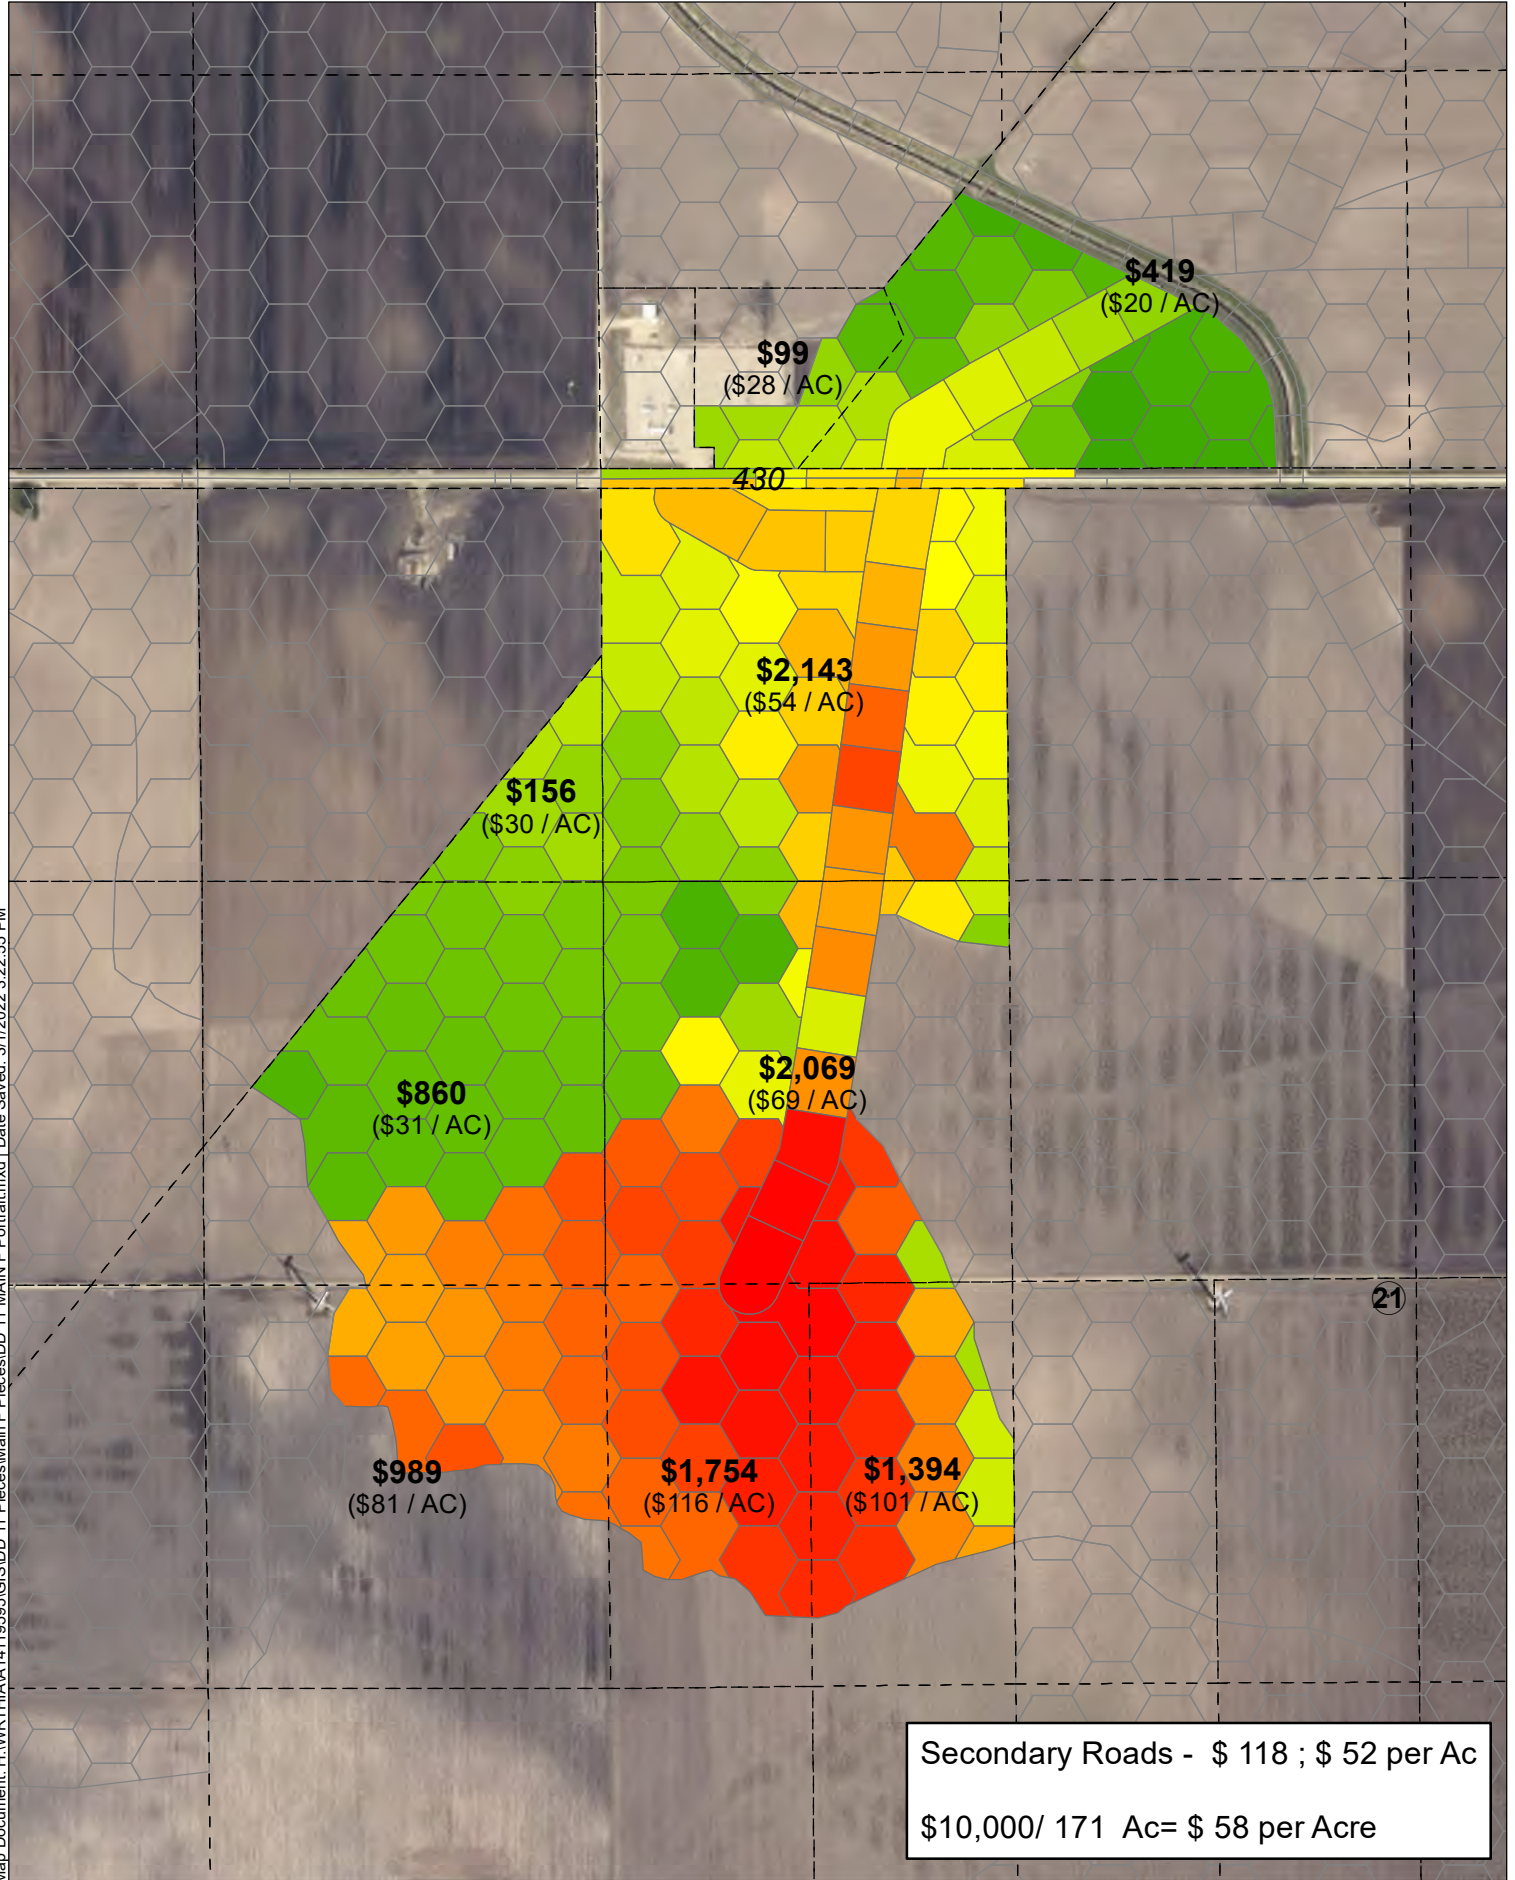 $419
($20 / AC)
$99
($28 / AC)
430
$2,143
($54 / AC)
$156
($30 / AC)
$2,069
($69 / AC)
$860
($31 / AC)
21
$989
($81 / AC)
$1,754
($116 / AC)
$1,394
($101 / AC)
Secondary Roads - $ 118 ; $ 52 per Ac
$10,000/ 171 Ac= $ 58 per Acre